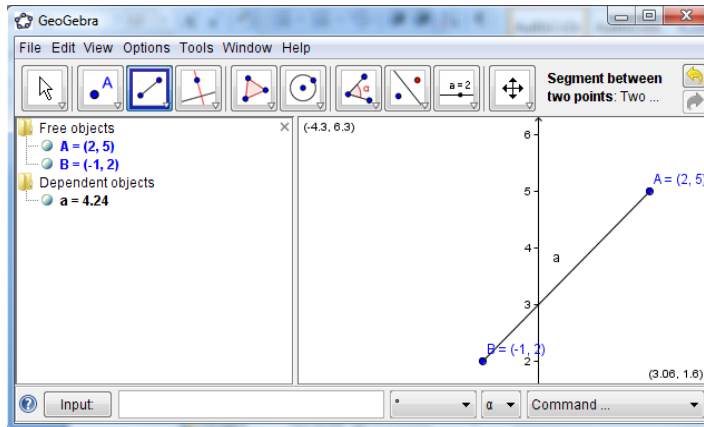 GeoGebra
File Edit View Options Tools Window Help
A
α
a=2
Segment between
two points: Two ...
Free objects
A = (2, 5)
B = (-1, 2)
Dependent objects
a = 4.24
(-4.3, 6.3)
6
5
4
3
2
A = (2, 5)
a
B = (-1, 2)
(3.06, 1.6)
Input:
°
α
Command ...